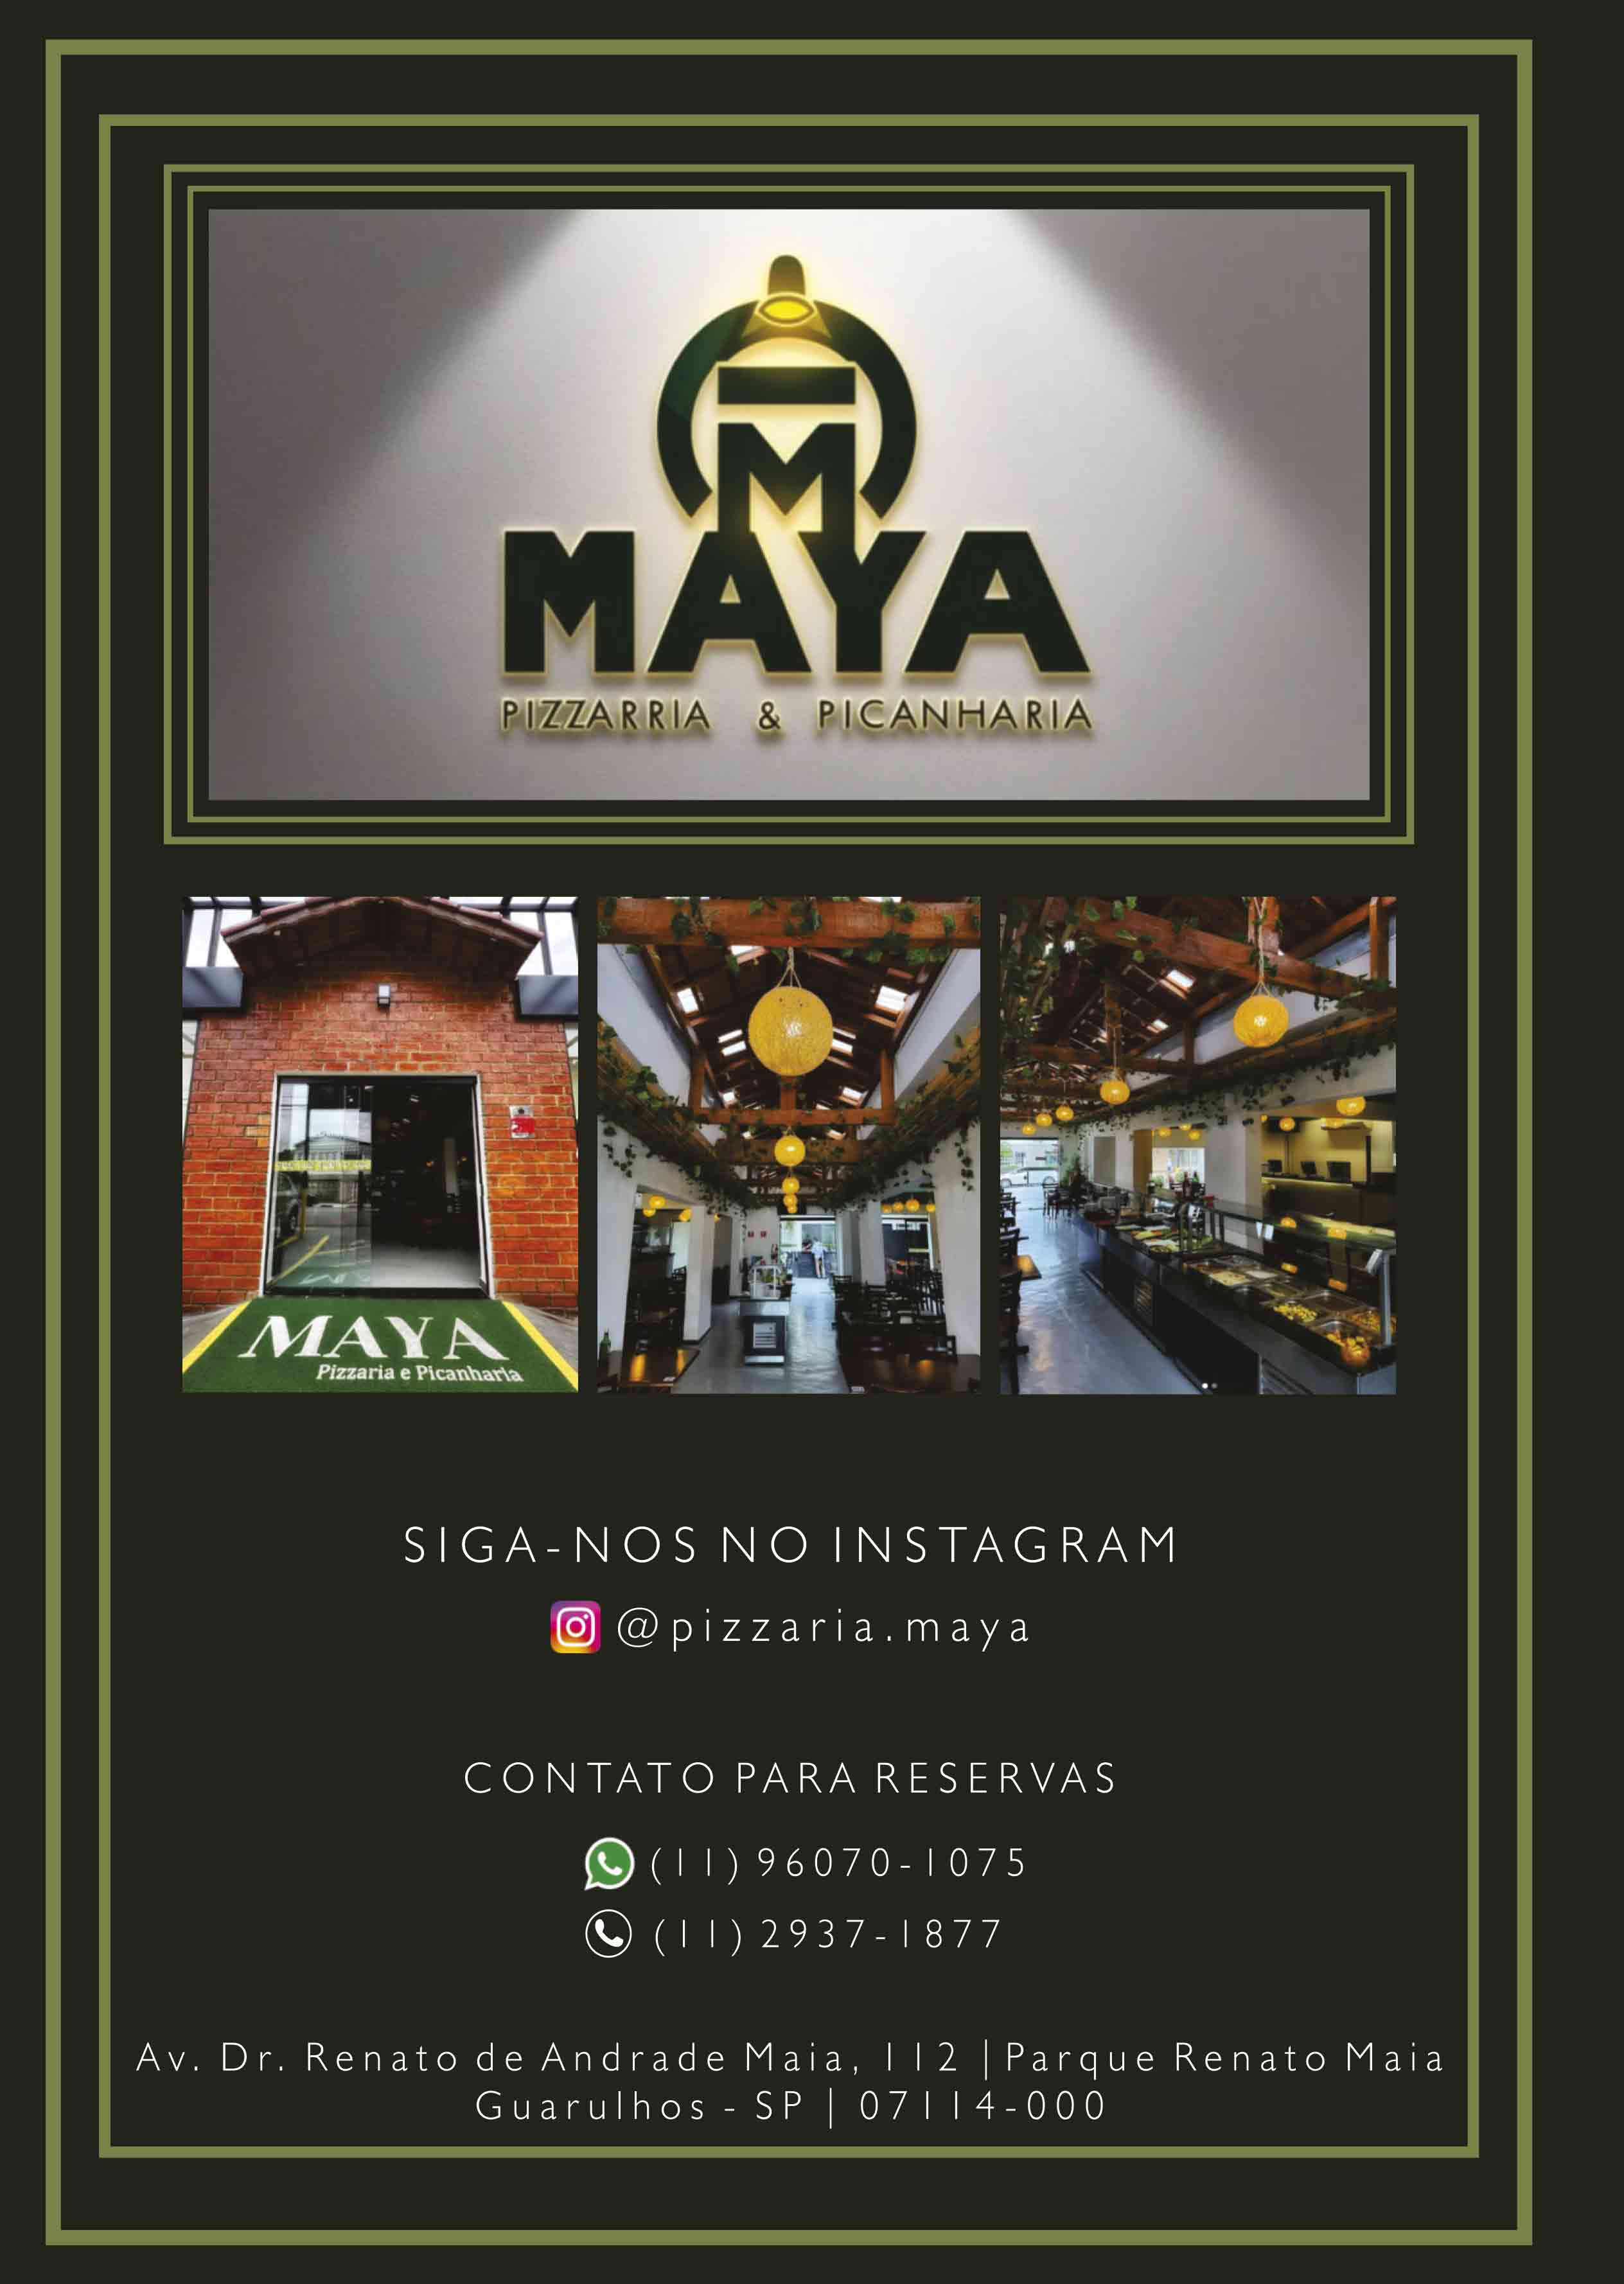 M
MAYA
PIZZARRIA & PICANHARIA
MAYA
Pizzaria e Picanharia
SIGA-NOS NO INSTAGRAM
@pizzaria.maya
CONTATO PARA RESERVAS
(11) 96070-1075
(11) 2937-1877
Av. Dr. Renato de Andrade Maia, 112 | Parque Renato Maia
Guarulhos - SP | 07114-000